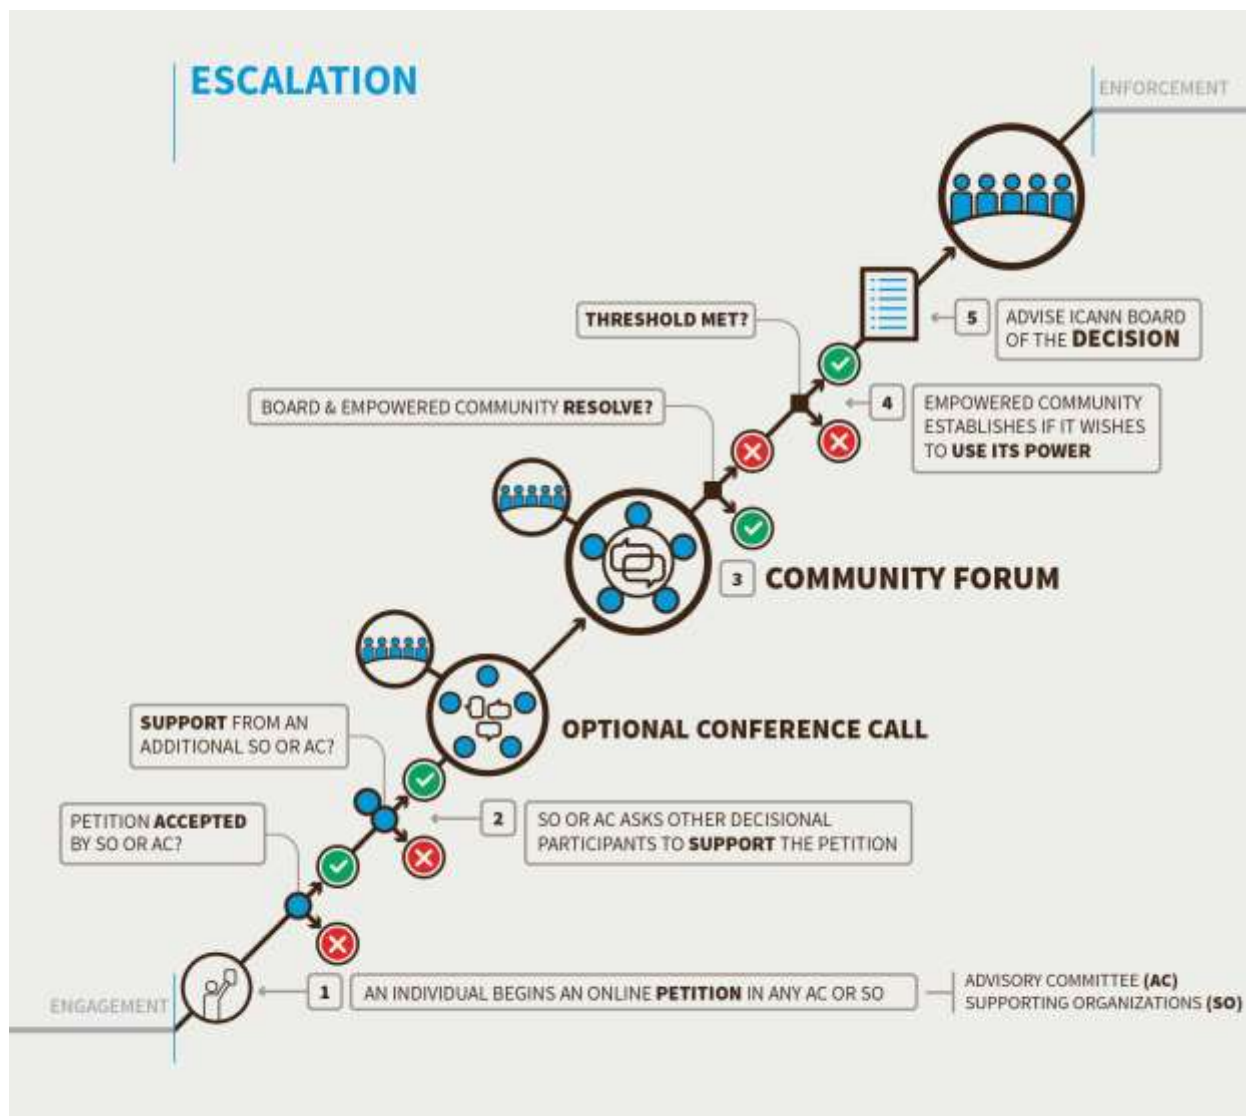 ESCALATION
ENFORCEMENT
THRESHOLD MET?
5
ADVISE ICANN BOARD
OF THE DECISION
BOARD & EMPOWERED COMMUNITY RESOLVE?
4
EMPOWERED COMMUNITY
ESTABLISHES IF IT WISHES
TO USE ITS POWER
3
COMMUNITY FORUM
SUPPORT FROM AN
ADDITIONAL SO OR AC?
OPTIONAL CONFERENCE CALL
PETITION ACCEPTED
BY SO OR AC?
2
SO OR AC ASKS OTHER DECISIONAL
PARTICIPANTS TO SUPPORT THE PETITION
ENGAGEMENT
1
AN INDIVIDUAL BEGINS AN ONLINE PETITION IN ANY AC OR SO
ADVISORY COMMITTEE (AC)
SUPPORTING ORGANIZATIONS (SO)